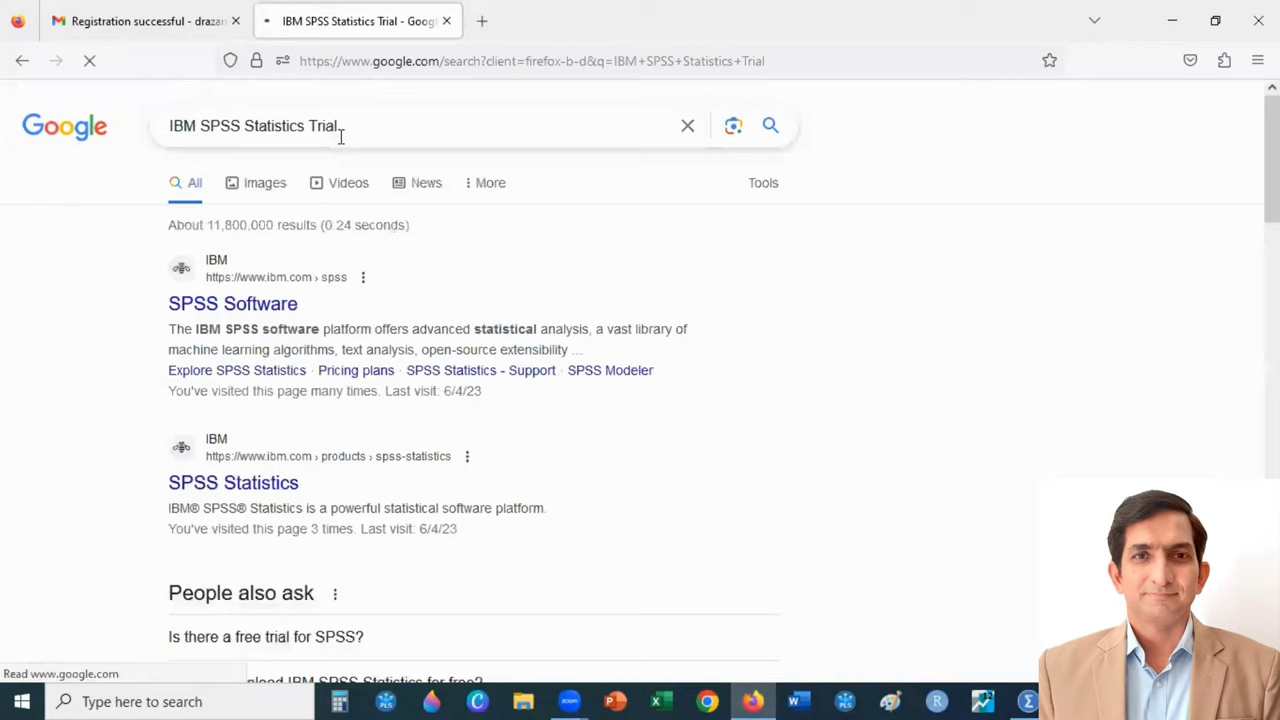 Registration successful - drazan
IBM SPSS Statistics Trial - Goog
https://www.google.com/search?client=firefox-b-d&q=IBM+SPSS+Statistics+Trial
Google
IBM SPSS Statistics Trial
All
Images
Videos
News
More
Tools
About 11,800,000 results (0.24 seconds)
IBM
https://www.ibm.com › spss
SPSS Software
The IBM SPSS software platform offers advanced statistical analysis, a vast library of
machine learning algorithms, text analysis, open-source extensibility ...
Explore SPSS Statistics · Pricing plans · SPSS Statistics - Support · SPSS Modeler
You've visited this page many times. Last visit: 6/4/23
IBM
https://www.ibm.com › products › spss-statistics
SPSS Statistics
IBM® SPSS® Statistics is a powerful statistical software platform.
You've visited this page 3 times. Last visit: 6/4/23
People also ask
Is there a free trial for SPSS?
IBM SPSS Statistics for free?
Read www.google.com
Type here to search